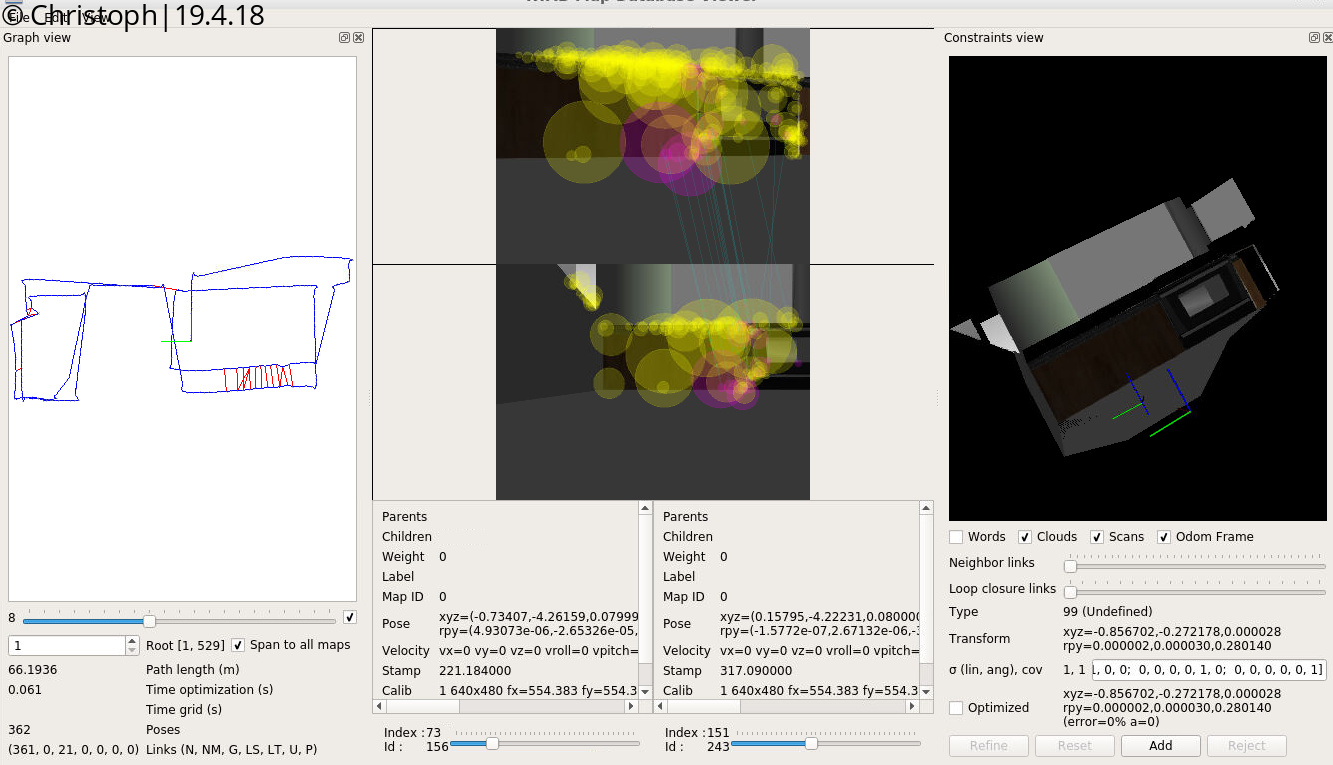 © Christoph|19.4.18
File Edit View
Graph view
Constraints view
8
1
Root [1, 529]
Span to all maps
66.1936 Path length (m)
0.061 Time optimization (s)
Time grid (s)
362 Poses
(361, 0, 21, 0, 0, 0, 0) Links (N, NM, G, LS, LT, U, P)
Parents
Children
Weight 0
Label
Map ID 0
Pose xyz=(-0.73407,-4.26159,0.07999
rpy=(4.93073e-06,-2.65326e-05,
Velocity vx=0 vy=0 vz=0 vroll=0 vpitch=
Stamp 221.184000
Calib 1 640x480 fx=554.383 fy=554.3
Index : 73
Id : 156
Parents
Children
Weight 0
Label
Map ID 0
Pose xyz=(0.15795,-4.22231,0.080000
rpy=(-1.5772e-07,2.67132e-06,-
Velocity vx=0 vy=0 vz=0 vroll=0 vpitch=
Stamp 317.090000
Calib 1 640x480 fx=554.383 fy=554.3
Index : 151
Id : 243
Words Clouds Scans Odom Frame
Neighbor links
Loop closure links
Type 99 (Undefined)
Transform xyz=-0.856702,-0.272178,0.000028
rpy=0.000002,0.000030,0.280140
σ (lin, ang), cov 1, 1 , 0, 0; 0, 0, 0, 0, 1, 0; 0, 0, 0, 0, 0, 1]
Optimized xyz=-0.856702,-0.272178,0.000028
rpy=0.000002,0.000030,0.280140
(error=0% a=0)
Refine Reset Add Reject